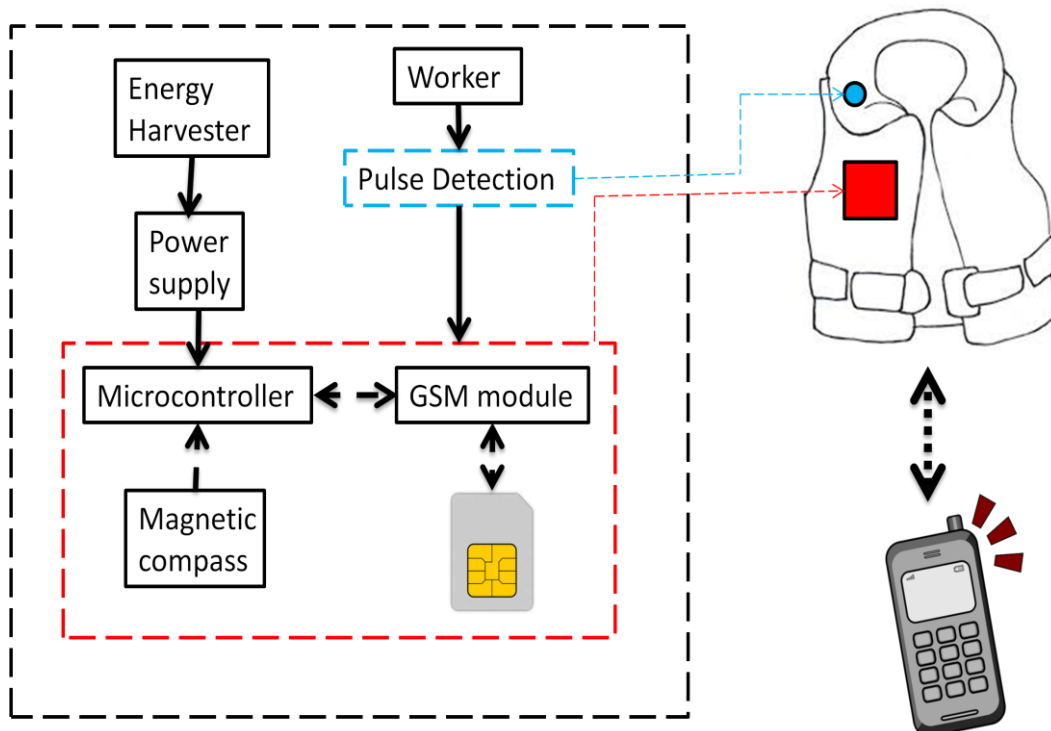 Energy
Harvester
Worker
Pulse Detection
Power
supply
Microcontroller
GSM module
Magnetic
compass